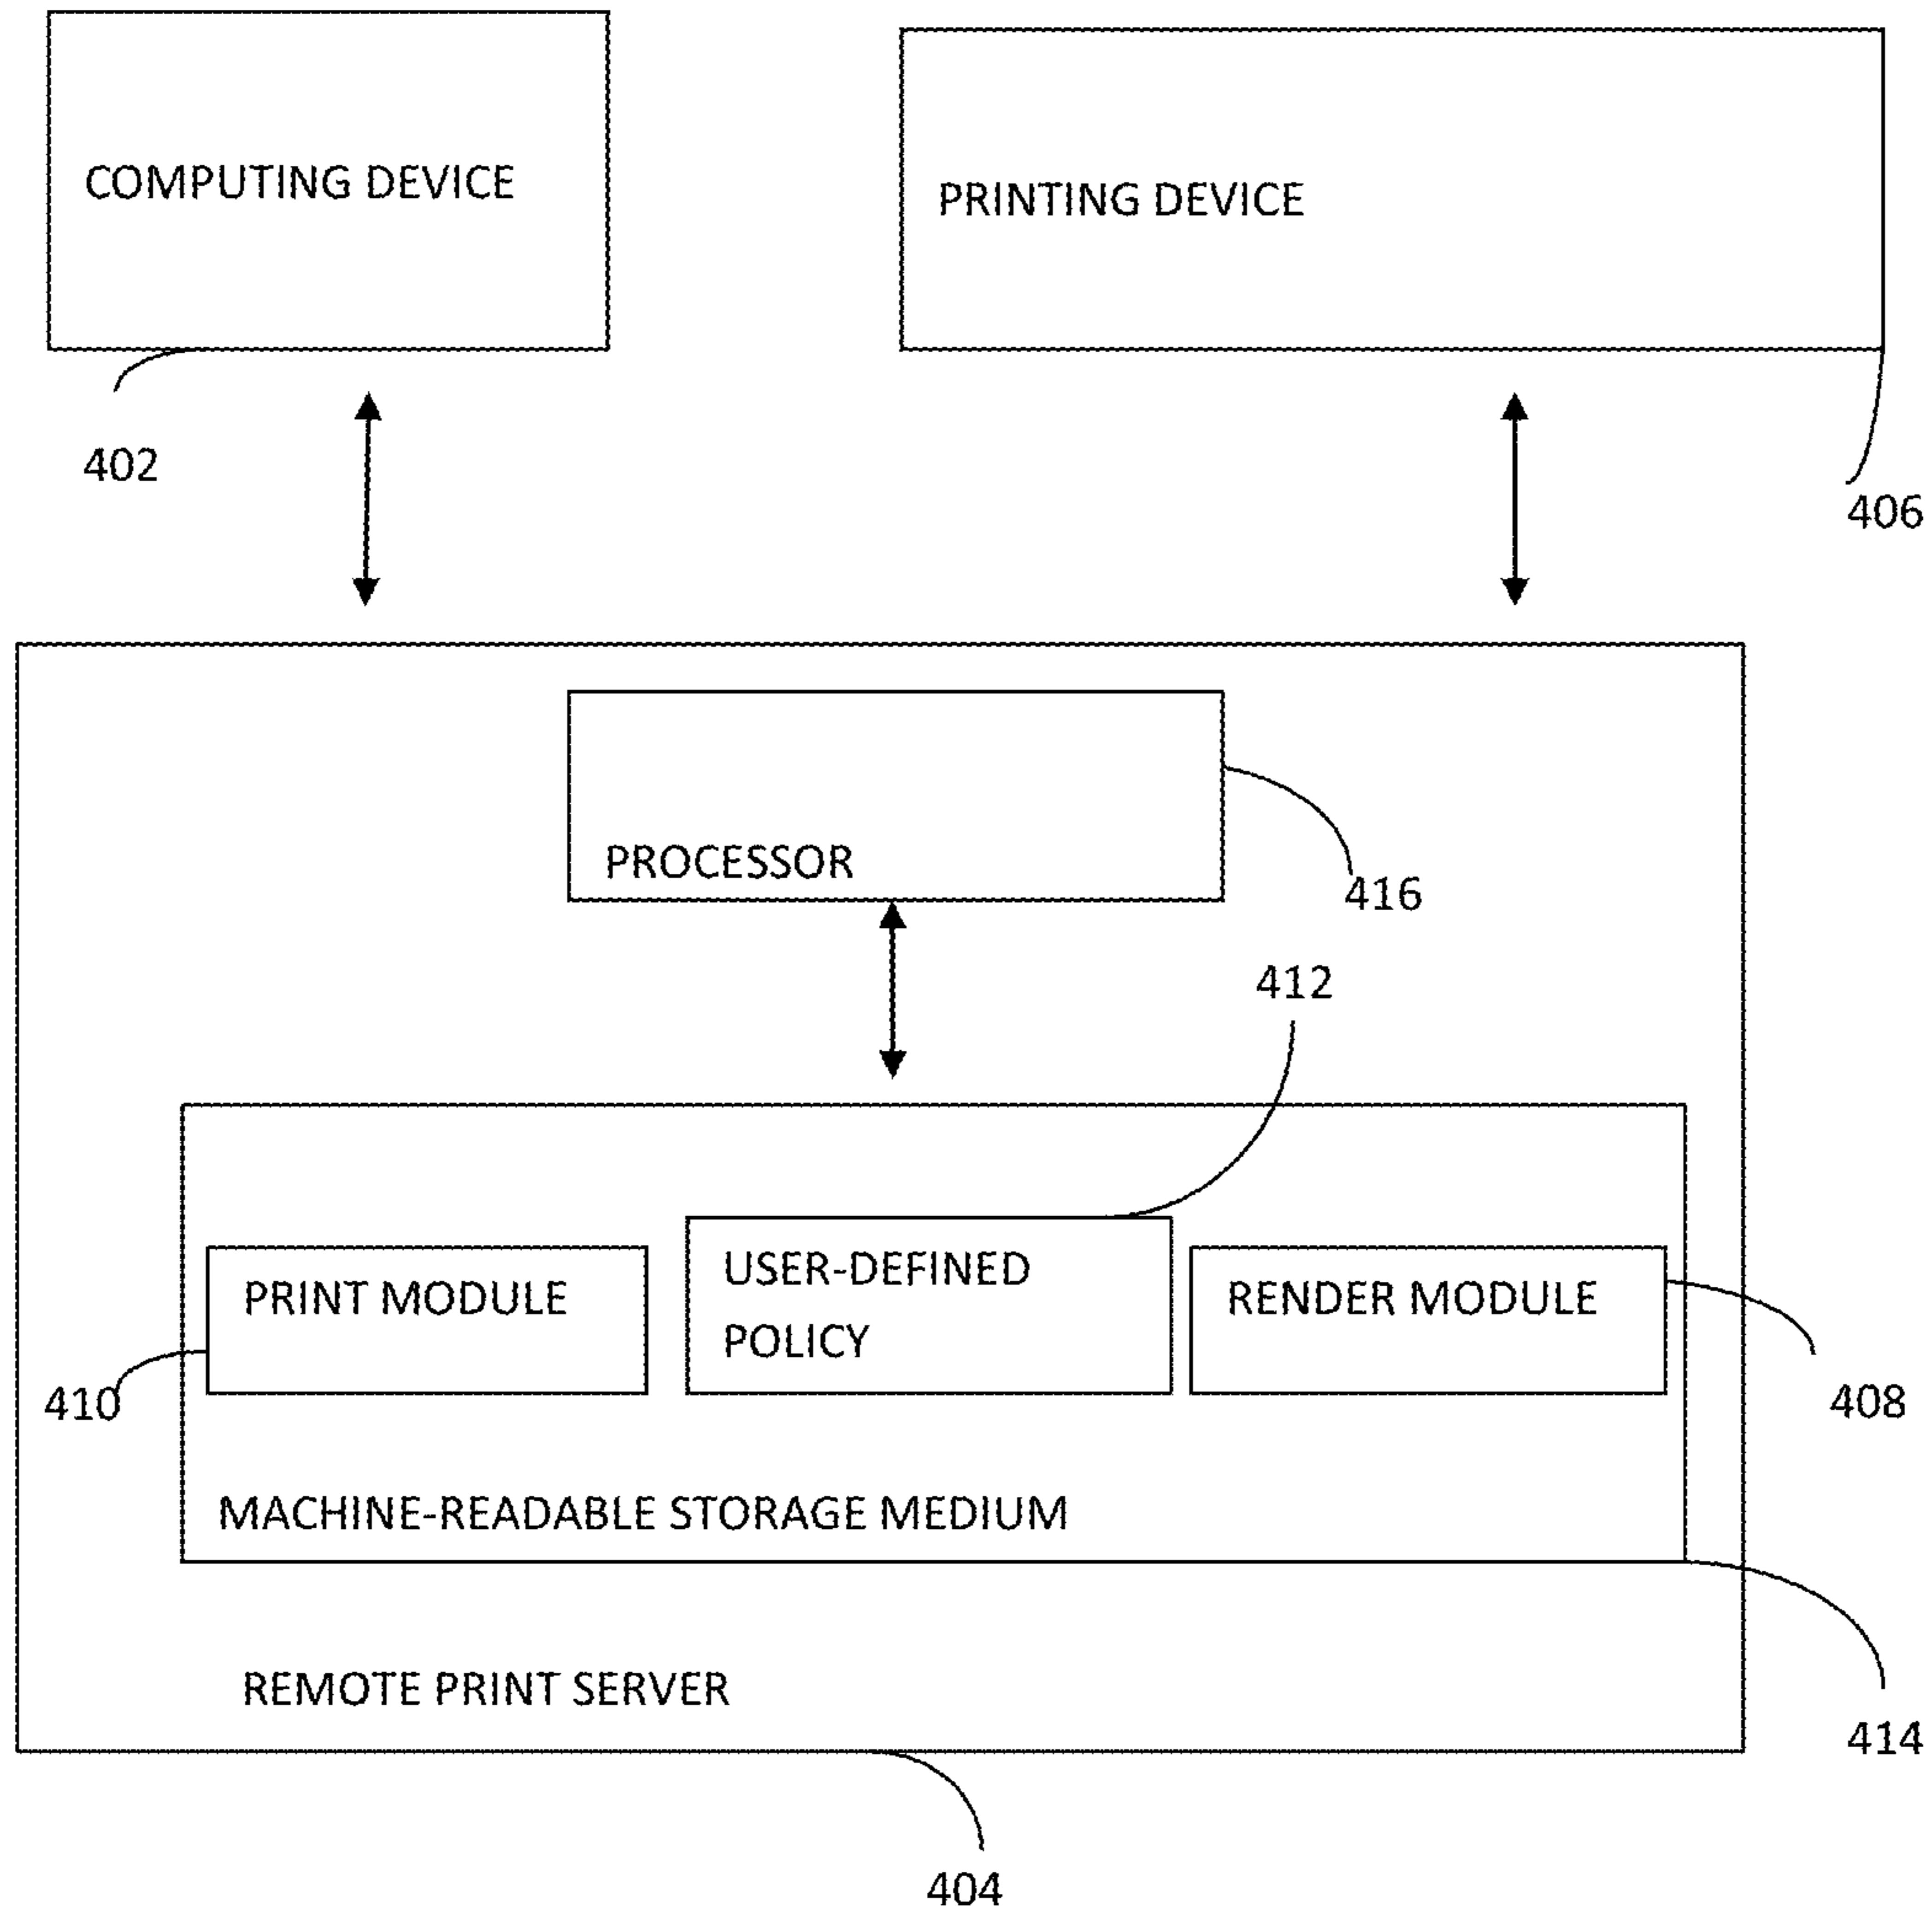 COMPUTING DEVICE
PRINTING DEVICE
402
406
PROCESSOR
416
412
PRINT MODULE
USER-DEFINED
POLICY
RENDER MODULE
410
408
MACHINE-READABLE STORAGE MEDIUM
REMOTE PRINT SERVER
414
404